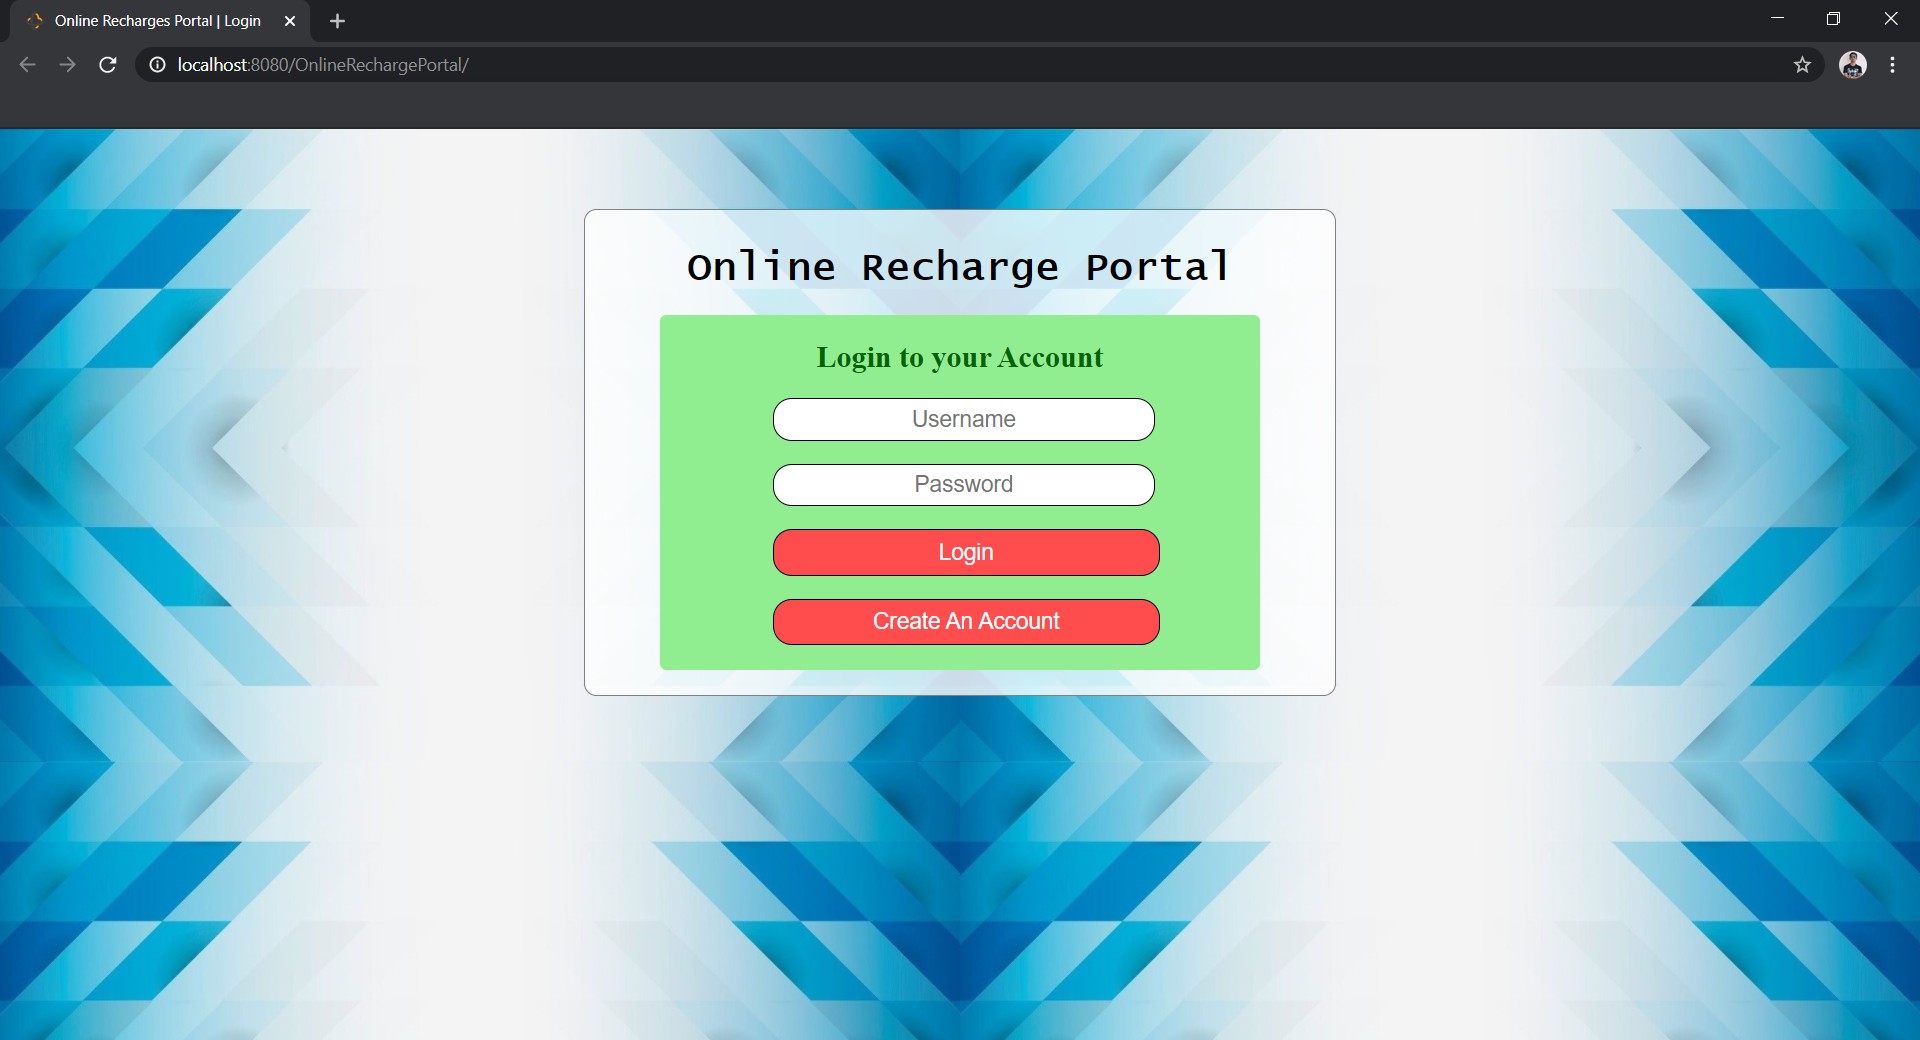 Online Recharges Portal | Login
localhost:8080/OnlineRechargePortal/
Online Recharge Portal
Login to your Account
Username
Password
Login
Create An Account